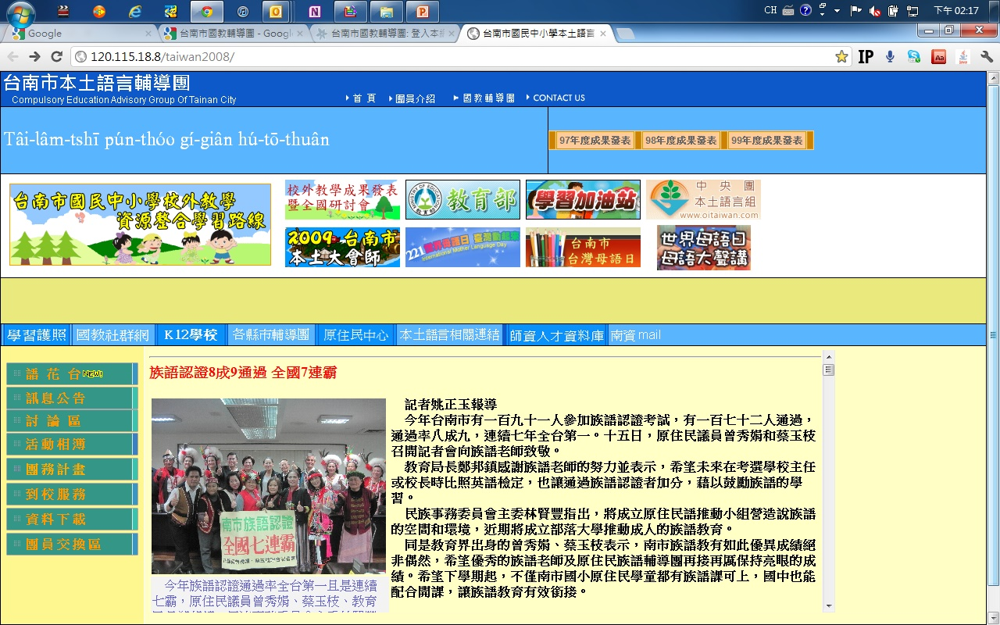 CH
下午 02:17
Google
台南市國教輔導團 - Googl
台南市國教輔導團: 登入本
台南市國民中小學本土語言
120.115.18.8/taiwan2008/
IP
Aa
台南市本土語言輔導團
Compulsory Education Advisory Group Of Tainan City
首 頁
團員介紹
國教輔導團
CONTACT US
Tâi-lâm-tshī pún-thóo gí-giân hú-tō-thuân
97年度成果發表
98年度成果發表
99年度成果發表
台南市國民中小學校外教學
資源整合學習路線
校外教學成果發表
暨全國研討會
MINISTRY OF EDUCATION
教育部
學習加油站
中央團
本土語言組
www.oitaiwan.com
2009 台南市
本土大會師
221世界母語日 臺灣動起來
International Mother Language Day
台南市
台灣母語日
世界母語日
母語大聲講
學習護照
國教社群網
K12學校
各縣市輔導團
原住民中心
本土語言相關連結
師資人才資料庫
南資 mail
語 花 台 NEW!
訊息公告
討 論 區
活動相簿
團務計畫
到校服務
資料下載
團員交換區
族語認證8成9通過 全國7連霸
南市族語認證
全國七連霸
今年族語認證通過率全台第一且是連續
七霸，原住民議員曾秀娟、蔡玉枝、教育
記者姚正玉報導
今年台南市有一百九十一人參加族語認證考試，有一百七十二人通過，
通過率八成九，連續七年全台第一。十五日，原住民議員曾秀娟和蔡玉枝
召開記者會向族語老師致敬。
教育局長鄭邦鎮感謝族語老師的努力並表示，希望未來在考選學校主任
或校長時比照英語檢定，也讓通過族語認證者加分，藉以鼓勵族語的學
習。
民族事務委員會主委林賢豐指出，將成立原住民語推動小組營造說族語
的空間和環境，近期將成立部落大學推動成人的族語教育。
同是教育界出身的曾秀娟、蔡玉枝表示，南市族語教有如此優異成績絕
非偶然，希望優秀的族語老師及原住民族語輔導團再接再厲保持亮眼的成
績。希望下學期起，不僅南市國小原住民學童都有族語課可上，國中也能
配合開課，讓族語教育有效銜接。